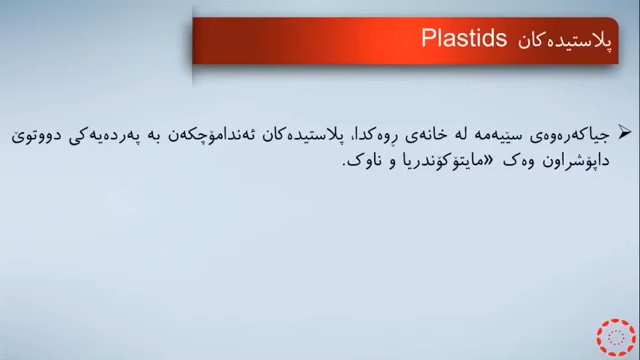 پلاستیدەکان Plastids
جیاکەرەوەی سێیەمە لە خانەی ڕوەکدا، پلاستیدەکان ئەندامۆچکەن بە پەردەیەکی دووتوێ
داپۆشراون وەک «مایتۆکۆندریا و ناوک.